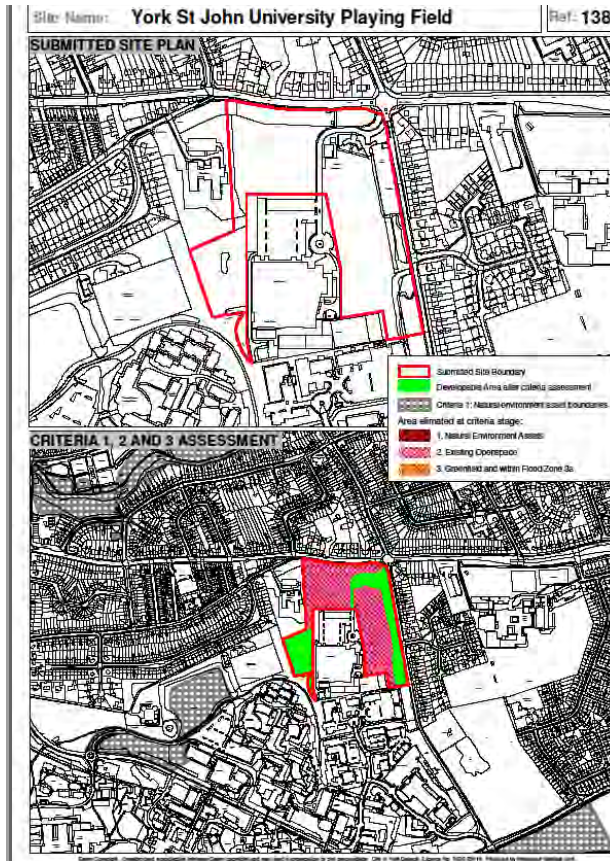 Site Name: York St John University Playing Field Ref: 138
SUBMITTED SITE PLAN
Submitted Site Boundary
Developable Area after criteria assessment
Criteria 1: Natural environment asset boundaries
Area elimated at criteria stage:
1. Natural Environment Assets
2. Existing Openspace
3. Greenfield and within Flood Zone 3a
CRITERIA 1, 2 AND 3 ASSESSMENT